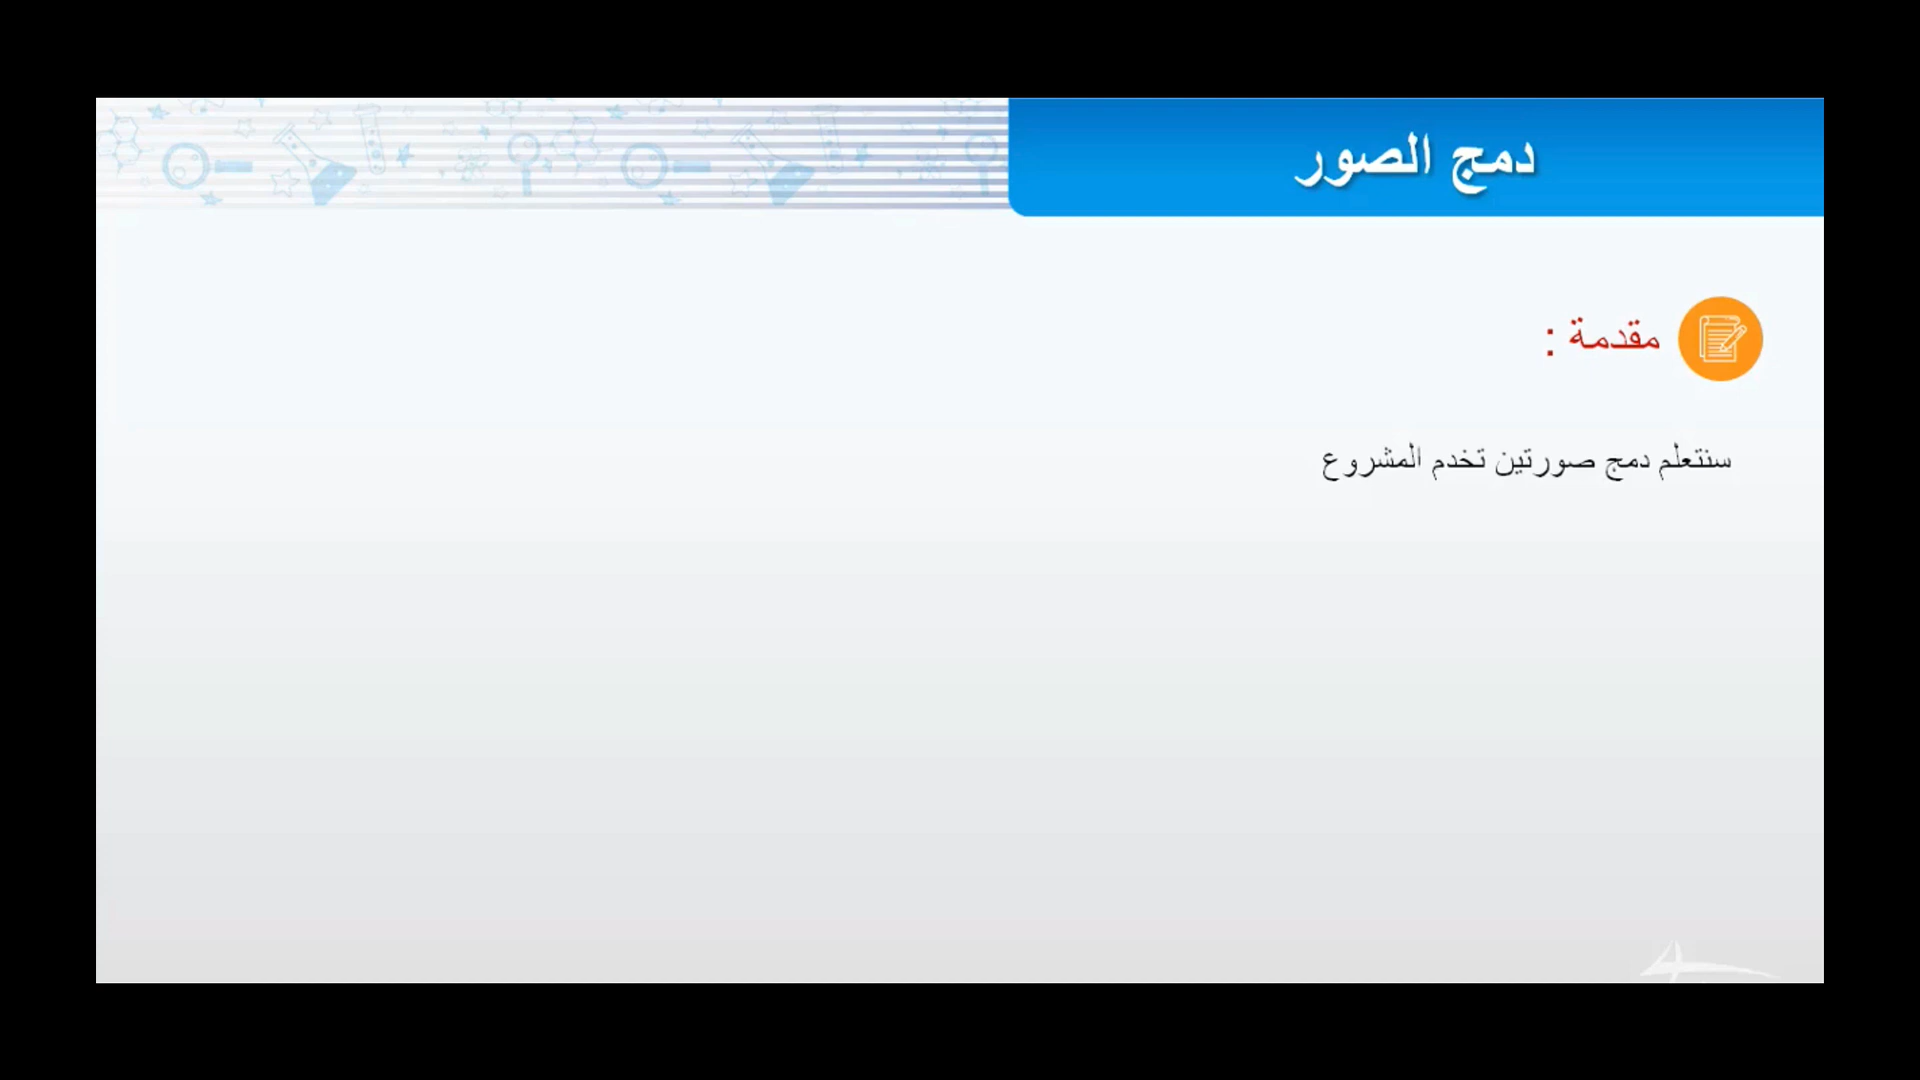 دمج الصور
مقدمة :
سنتعلم دمج صورتين تخدم المشروع